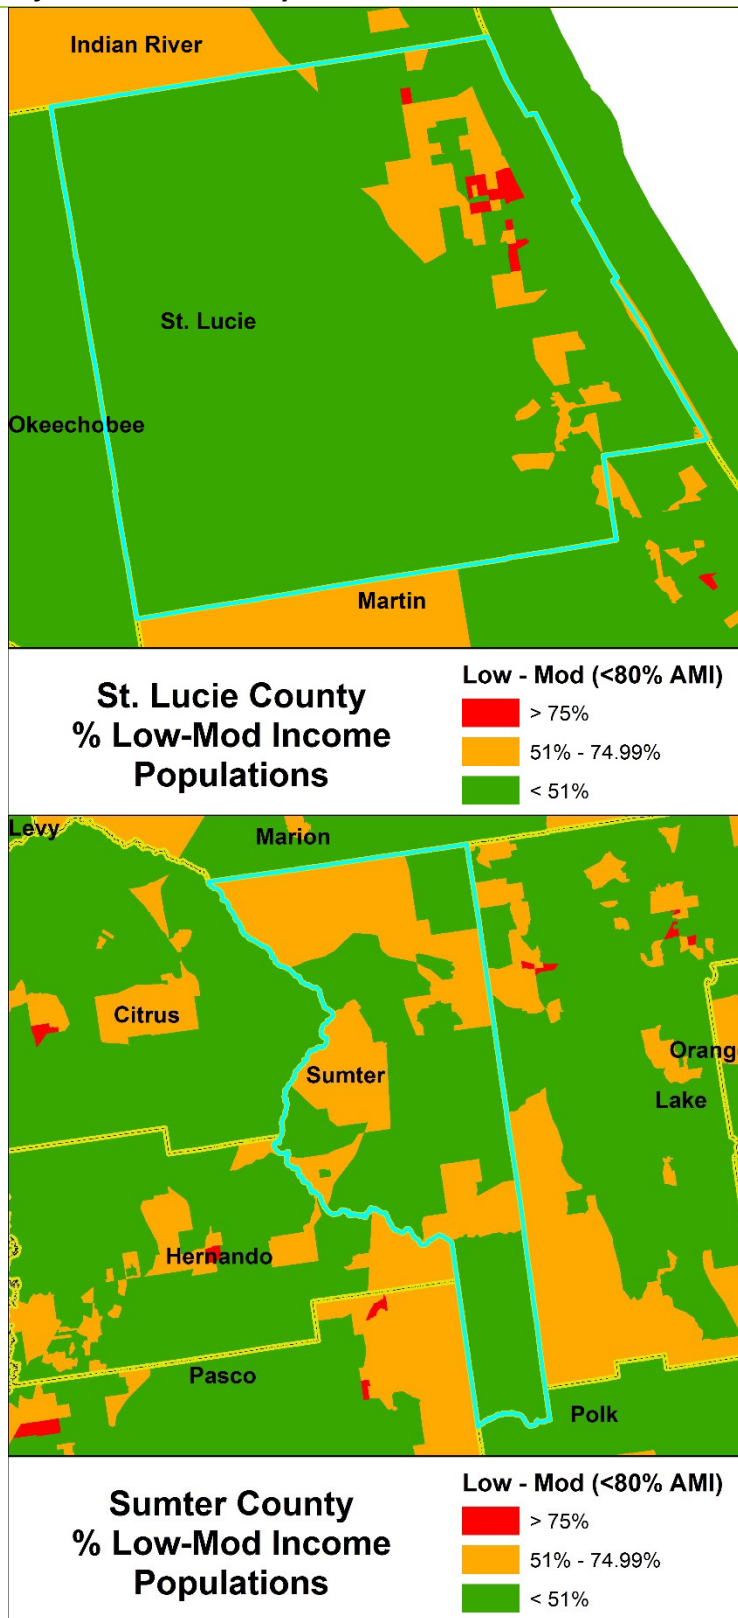 Indian River
St. Lucie
Okeechobee
Martin
St. Lucie County
% Low-Mod Income
Populations
Low - Mod (<80% AMI)
> 75%
51% - 74.99%
< 51%
Levy
Marion
Citrus
Sumter
Orang
Lake
Hernando
Pasco
Polk
Sumter County
% Low-Mod Income
Populations
Low - Mod (<80% AMI)
> 75%
51% - 74.99%
< 51%